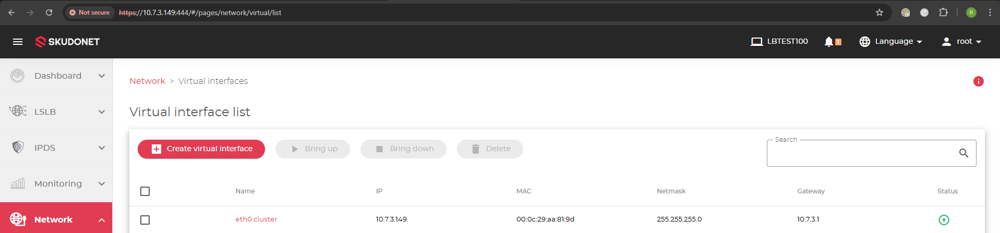 Not secure https://10.7.3.149:444/#/pages/network/virtual/list R
SKUDONET LBTEST100 1 Language root
Dashboard
LSLB
IPDS
Monitoring
Network
Network > Virtual interfaces
Virtual interface list
Create virtual interface Bring up Bring down Delete Search
Name IP MAC Netmask Gateway Status
eth0:cluster 10.7.3.149 00:0c:29:aa:81:9d 255.255.255.0 10.7.3.1